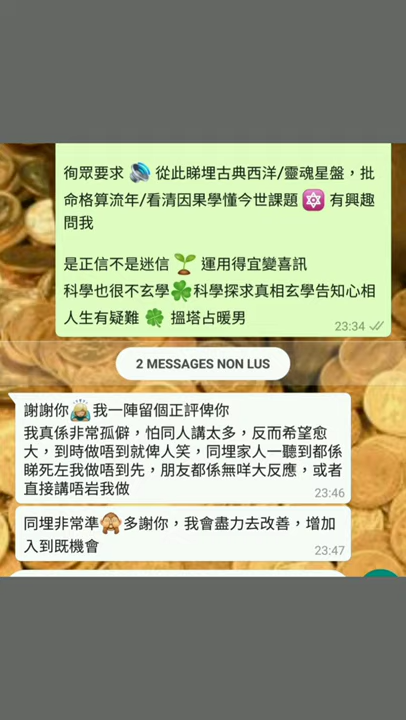 徇眾要求 從此睇埋古典西洋/靈魂星盤，批
命格算流年/看清因果學懂今世課題 有興趣
問我
是正信不是迷信 運用得宜變喜訊
科學也很不玄學 科學探求真相玄學告知心相
人生有疑難 搵塔占暖男
23:34
2 MESSAGES NON LUS
謝謝你 我一陣留個正評俾你
我真係非常孤僻，怕同人講太多，反而希望愈
大，到時做唔到就俾人笑，同埋家人一聽到都係
睇死左我做唔到先，朋友都係無咩大反應，或者
直接講唔岩我做
23:46
同埋非常準 多謝你，我會盡力去改善，增加
入到既機會
23:47